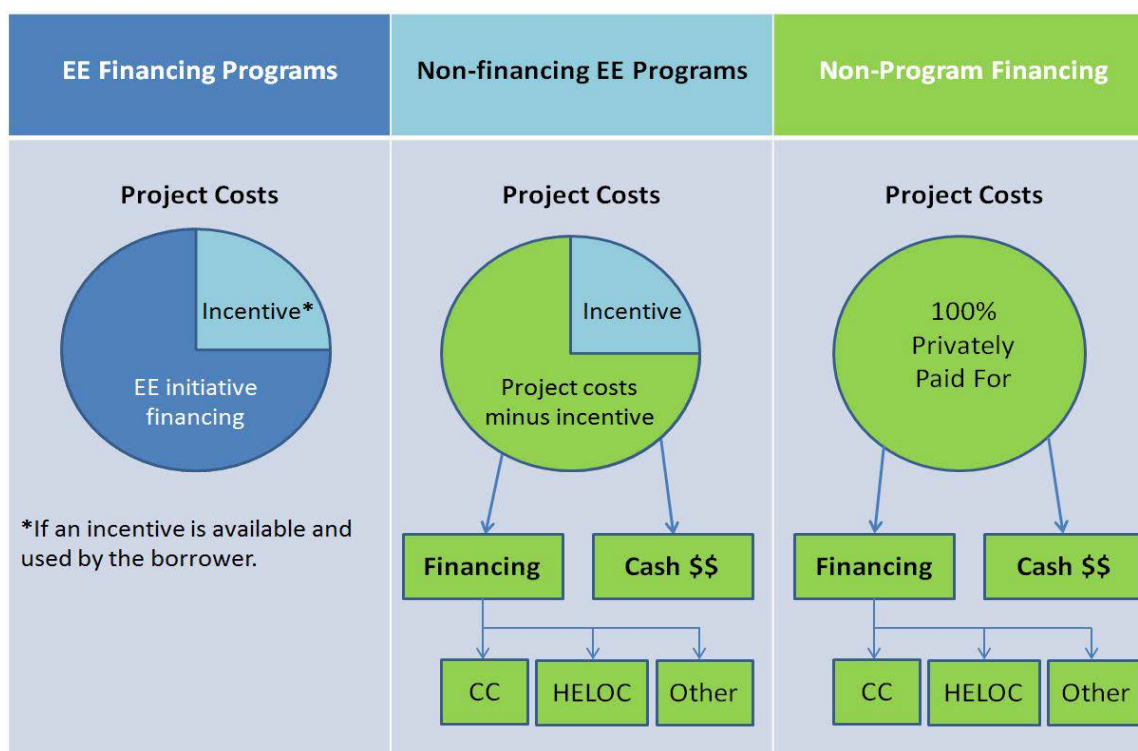 EE Financing Programs
Non-financing EE Programs
Non-Program Financing
Project Costs
Incentive*
EE initiative
financing
*If an incentive is available and
used by the borrower.
Project Costs
Incentive
Project costs
minus incentive
Financing
Cash $$
CC
HELOC
Other
Project Costs
100%
Privately
Paid For
Financing
Cash $$
CC
HELOC
Other